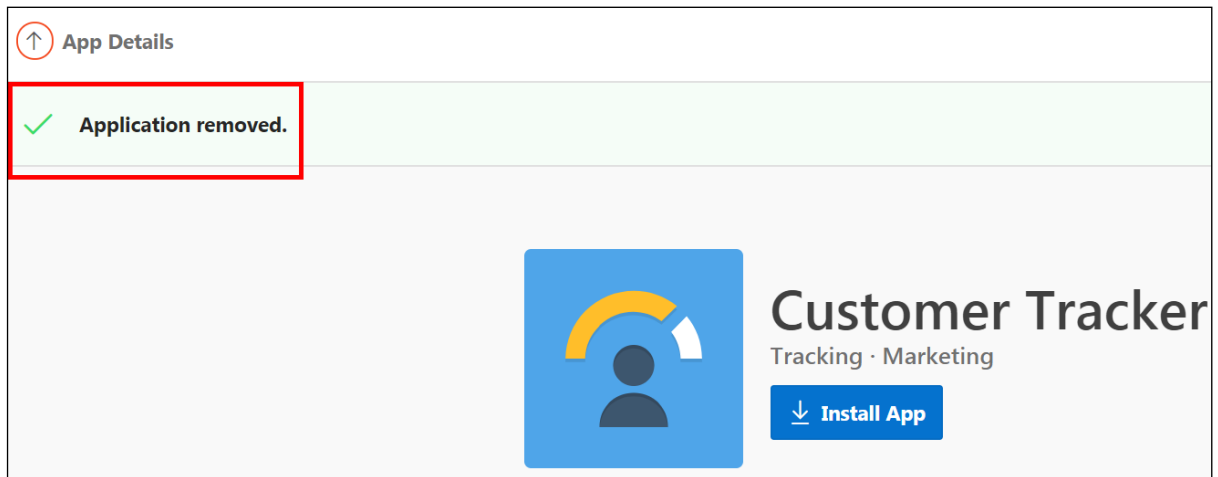 App Details
Application removed.
Customer Tracker
Tracking · Marketing
Install App